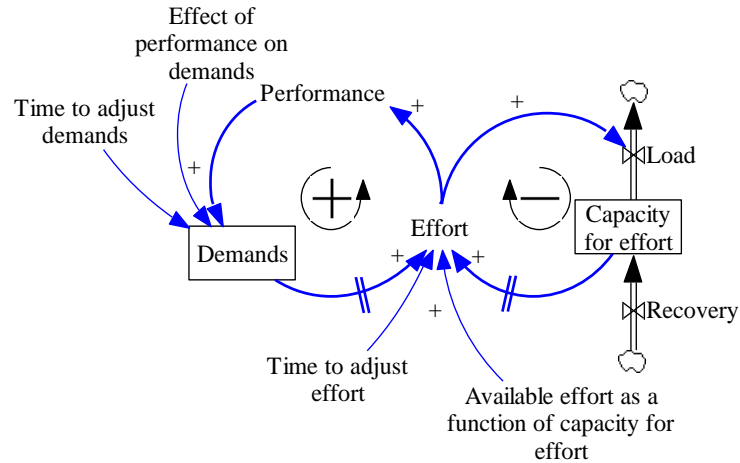 Effect of
performance on
demands
Time to adjust
demands
Performance
+
+
+
Load
+
−
Capacity
for effort
Effort
Demands
+
+
Recovery
+
Time to adjust
effort
Available effort as a
function of capacity for
effort